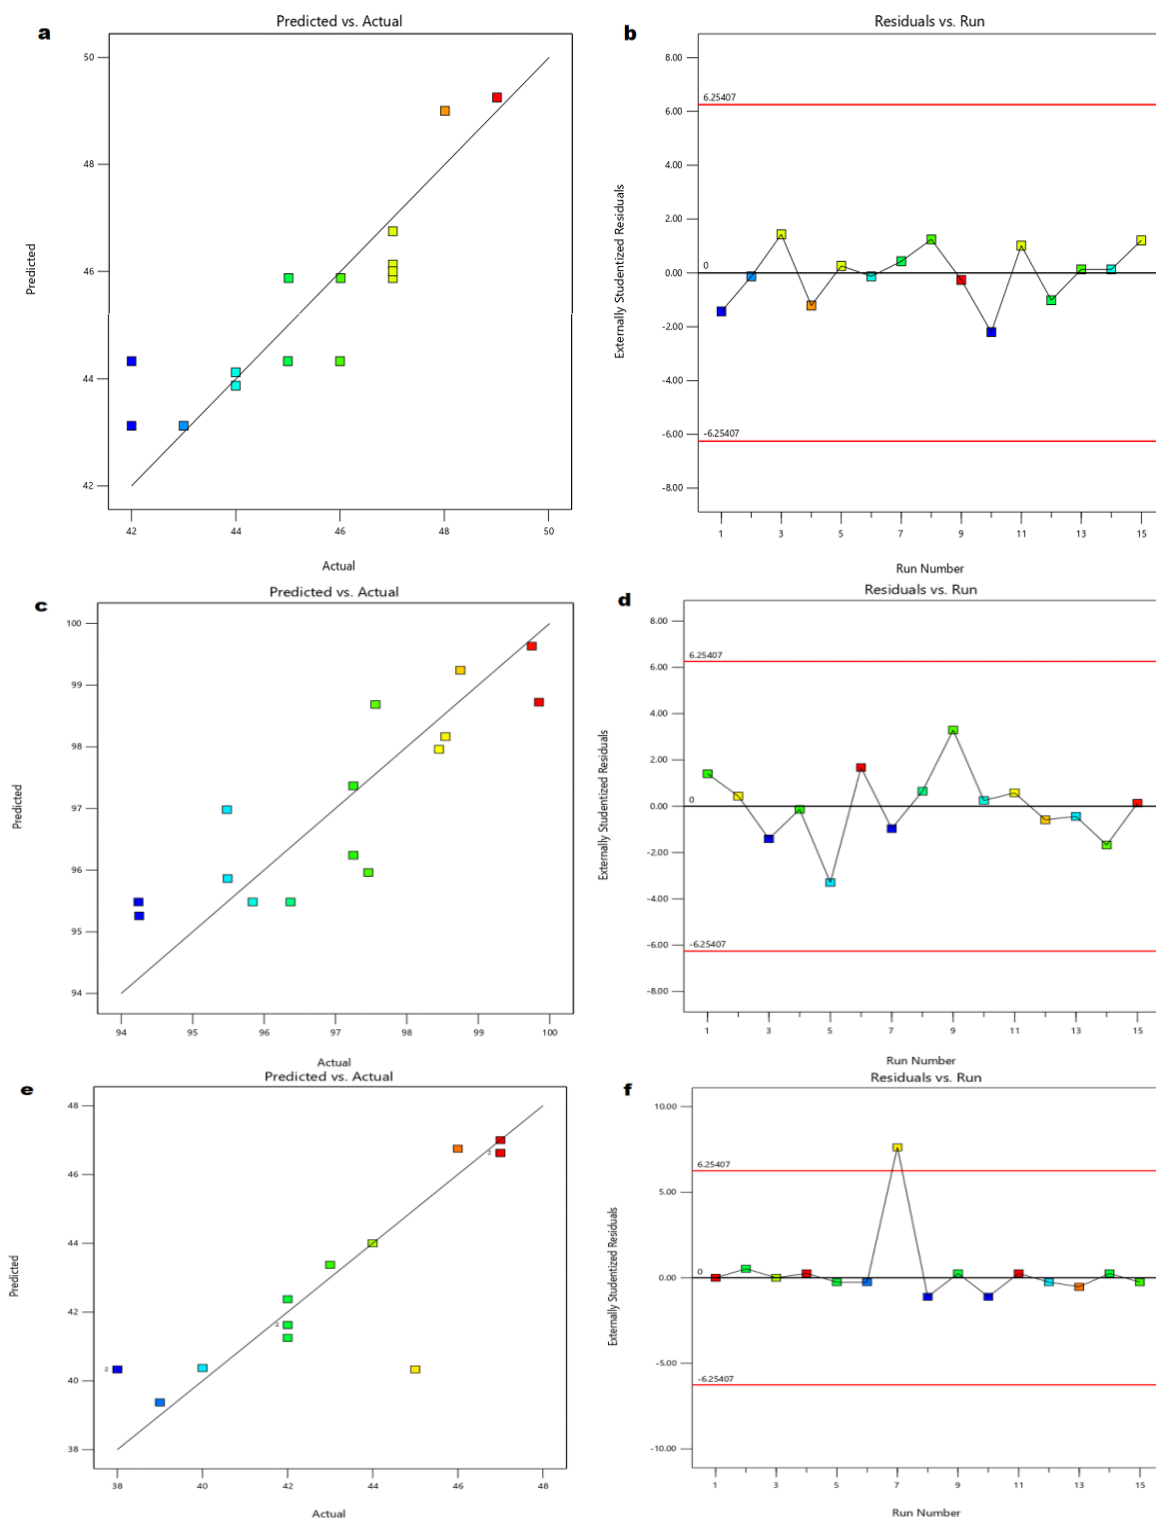 a
Predicted vs. Actual
50
48
46
44
42
Predicted
42 44 46 48 50
Actual
b
Residuals vs. Run
8.00
6.25407
6.00
4.00
2.00
0
0.00
-2.00
-4.00
-6.25407
-6.00
-8.00
Externally Studentized Residuals
1 3 5 7 9 11 13 15
Run Number
c
Predicted vs. Actual
100
99
98
97
96
95
94
Predicted
94 95 96 97 98 99 100
Actual
d
Residuals vs. Run
8.00
6.25407
6.00
4.00
2.00
0
0.00
-2.00
-4.00
-6.25407
-6.00
-8.00
Externally Studentized Residuals
1 3 5 7 9 11 13 15
Run Number
e
Predicted vs. Actual
48
46
44
42
40
38
Predicted
2
2
2
38 40 42 44 46 48
Actual
f
Residuals vs. Run
10.00
6.25407
5.00
0
0.00
-5.00
-6.25407
-10.00
Externally Studentized Residuals
1 3 5 7 9 11 13 15
Run Number